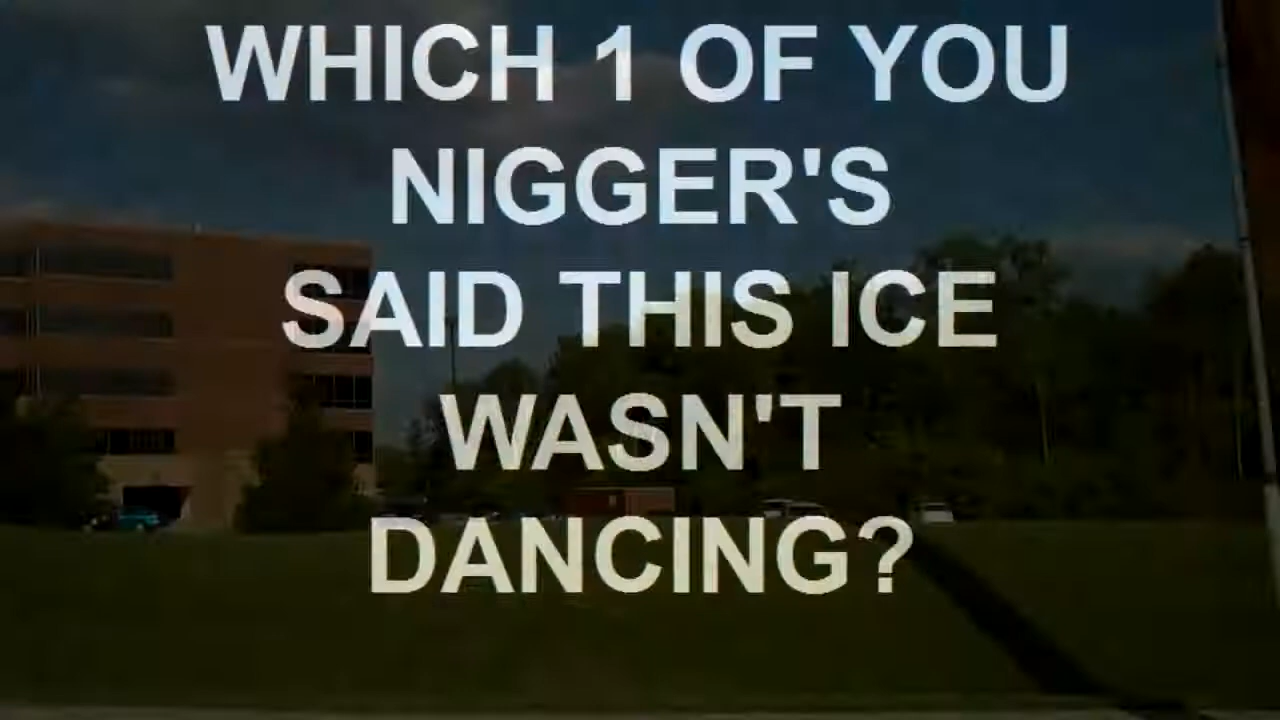 WHICH 1 OF YOU
NIGGER'S
SAID THIS ICE
WASN'T
DANCING?